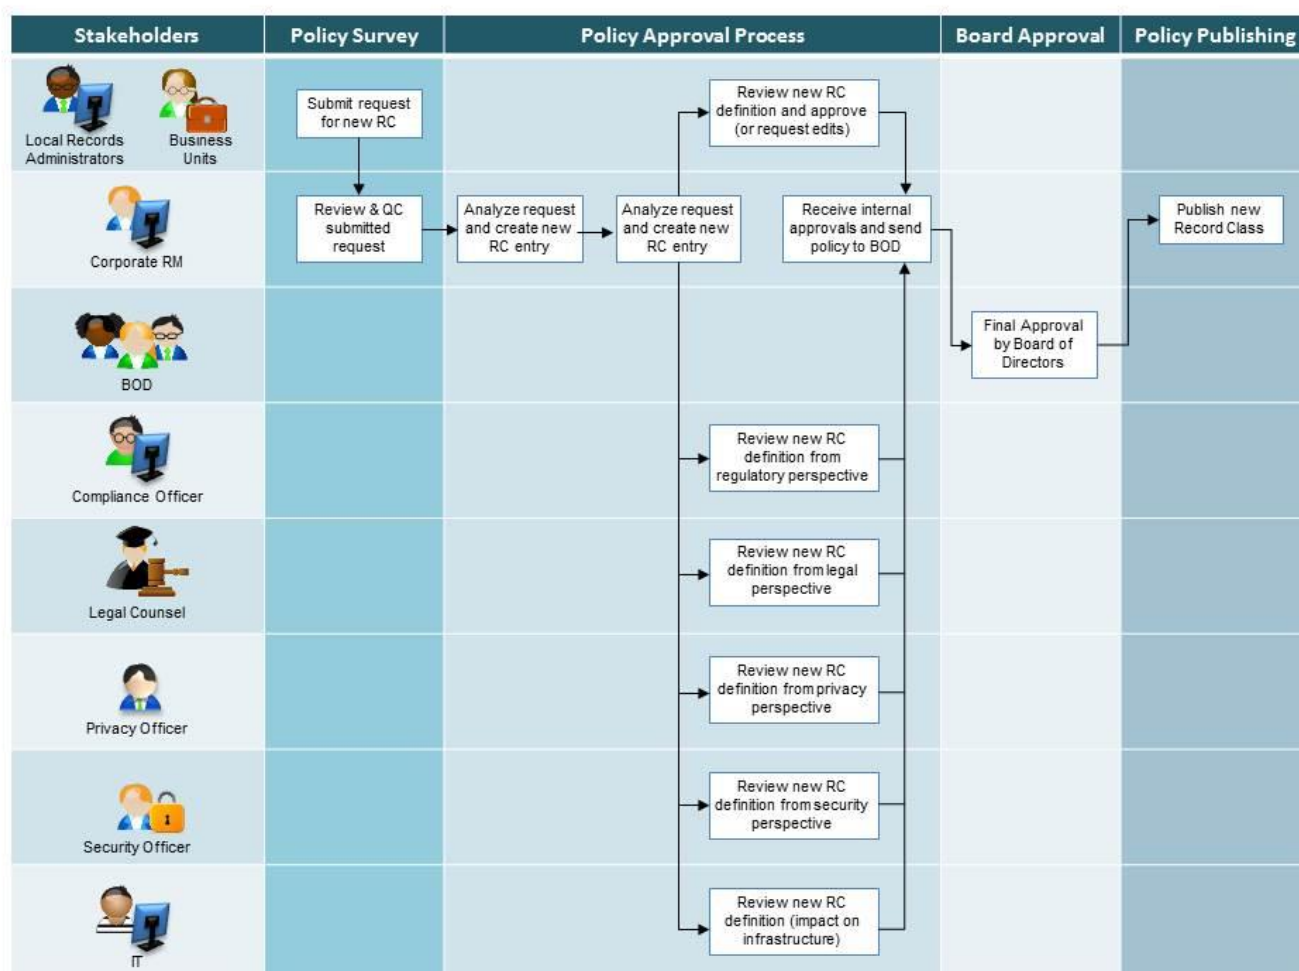 Stakeholders
Policy Survey
Policy Approval Process
Board Approval
Policy Publishing
Local Records
Administrators
Business
Units
Submit request
for new RC
Review new RC
definition and approve
(or request edits)
Corporate RM
Review & QC
submitted
request
Analyze request
and create new
RC entry
Analyze request
and create new
RC entry
Receive internal
approvals and send
policy to BOD
Publish new
Record Class
BOD
Final Approval
by Board of
Directors
Compliance Officer
Review new RC
definition from
regulatory perspective
Legal Counsel
Review new RC
definition from legal
perspective
Privacy Officer
Review new RC
definition from privacy
perspective
Security Officer
Review new RC
definition from security
perspective
IT
Review new RC
definition (impact on
infrastructure)